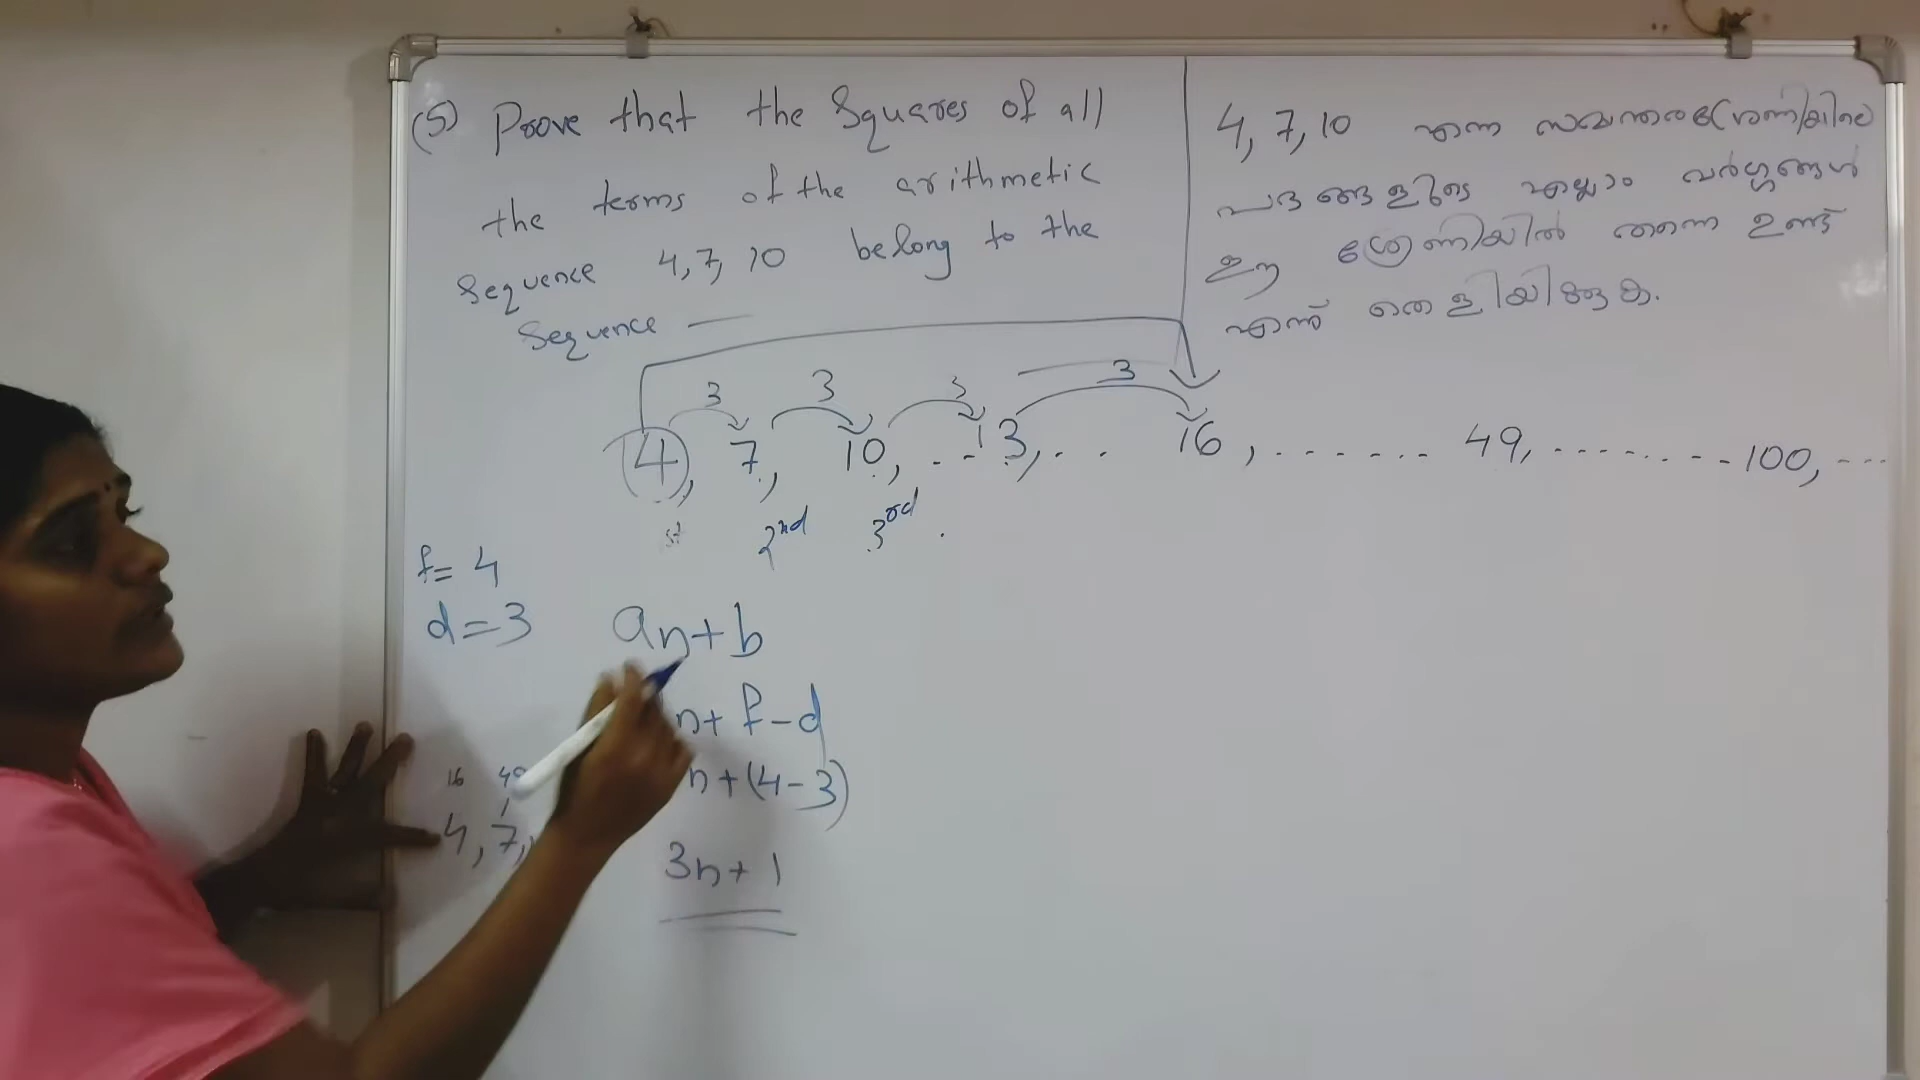 (5) Prove that the squares of all
the terms of the arithmetic
sequence 4, 7, 10 belong to the
sequence —
4, 7, 10 എന്ന സമാന്തരശ്രേണിയിലെ
പദങ്ങളുടെ എല്ലാം വർഗ്ഗങ്ങൾ
ഈ ശ്രേണിയിൽ തന്നെ ഉണ്ട്
എന്ന് തെളിയിക്കുക.
3 3 3 3
4, 7, 10, .. 13, .. 16, ....... 49, ........ 100, ---
st 2nd 3rd .
f = 4
d = 3
an + b
n + f - d
n + (4 - 3)
3n + 1
16 49
4, 7,